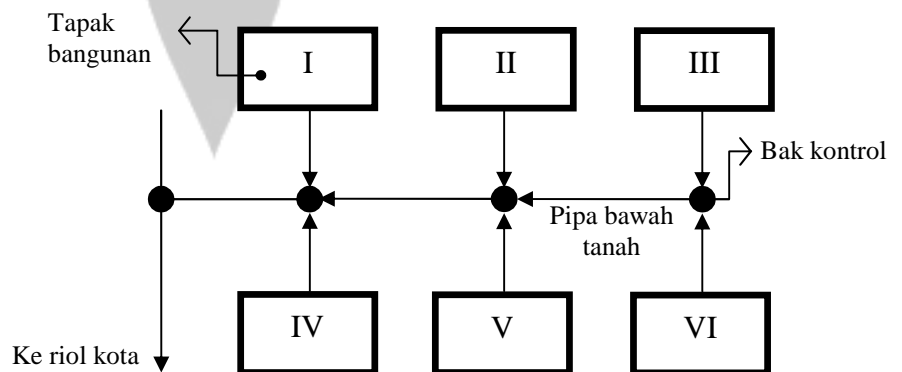 Tapak
bangunan
I
II
III
Bak kontrol
Pipa bawah
tanah
IV
V
VI
Ke riol kota